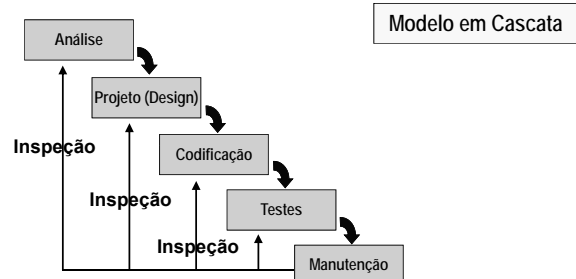 Modelo em Cascata
Análise
Projeto (Design)
Inspeção
Codificação
Inspeção
Testes
Inspeção
Manutenção